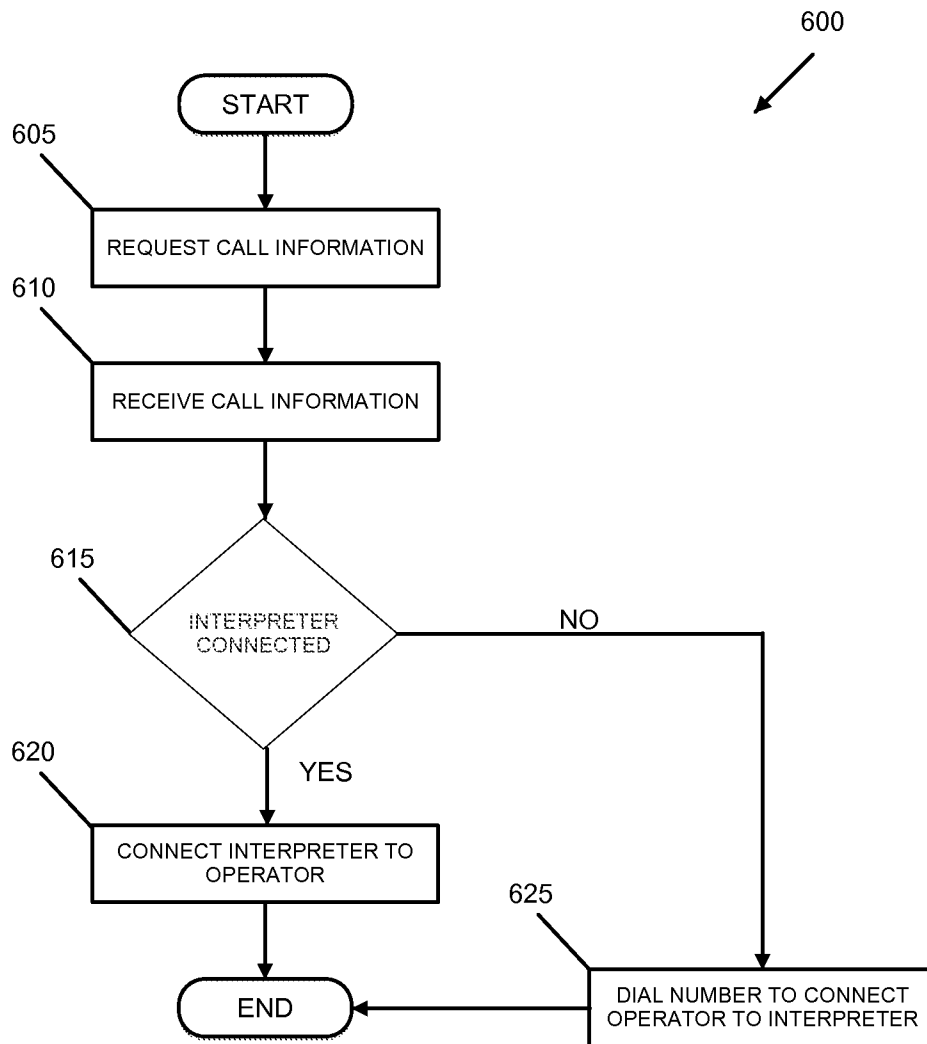 600
START
605
REQUEST CALL INFORMATION
610
RECEIVE CALL INFORMATION
615
INTERPRETER
CONNECTED
NO
YES
620
CONNECT INTERPRETER TO
OPERATOR
625
DIAL NUMBER TO CONNECT
OPERATOR TO INTERPRETER
END